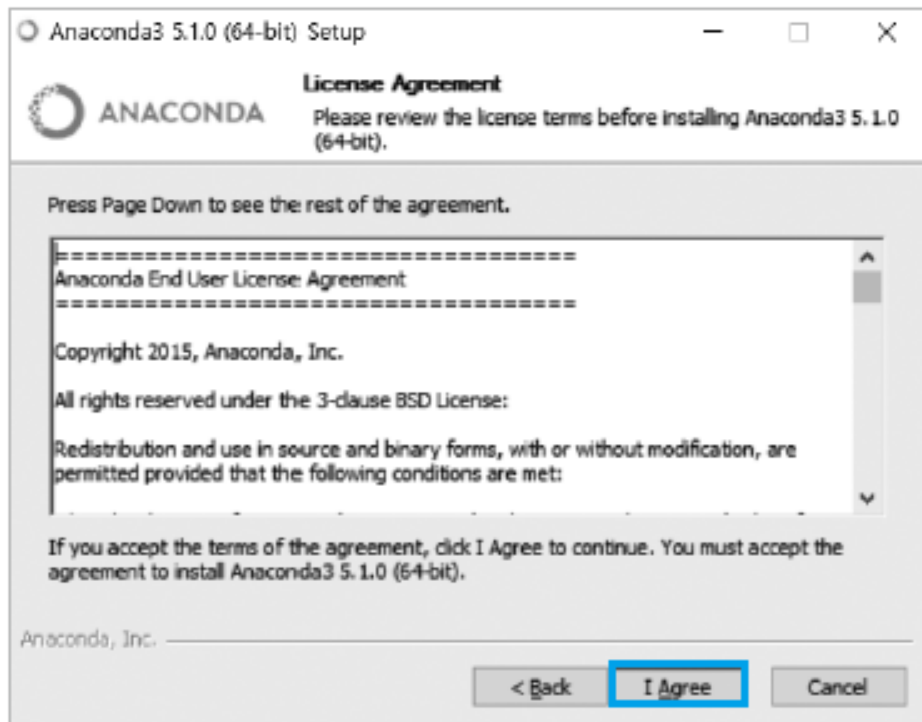 Anaconda3 5.1.0 (64-bit) Setup
ANACONDA
License Agreement
Please review the license terms before installing Anaconda3 5.1.0
(64-bit).
Press Page Down to see the rest of the agreement.
===================================
Anaconda End User License Agreement
===================================
Copyright 2015, Anaconda, Inc.
All rights reserved under the 3-clause BSD License:
Redistribution and use in source and binary forms, with or without modification, are
permitted provided that the following conditions are met:
If you accept the terms of the agreement, click I Agree to continue. You must accept the
agreement to install Anaconda3 5.1.0 (64-bit).
Anaconda, Inc.
< Back
I Agree
Cancel